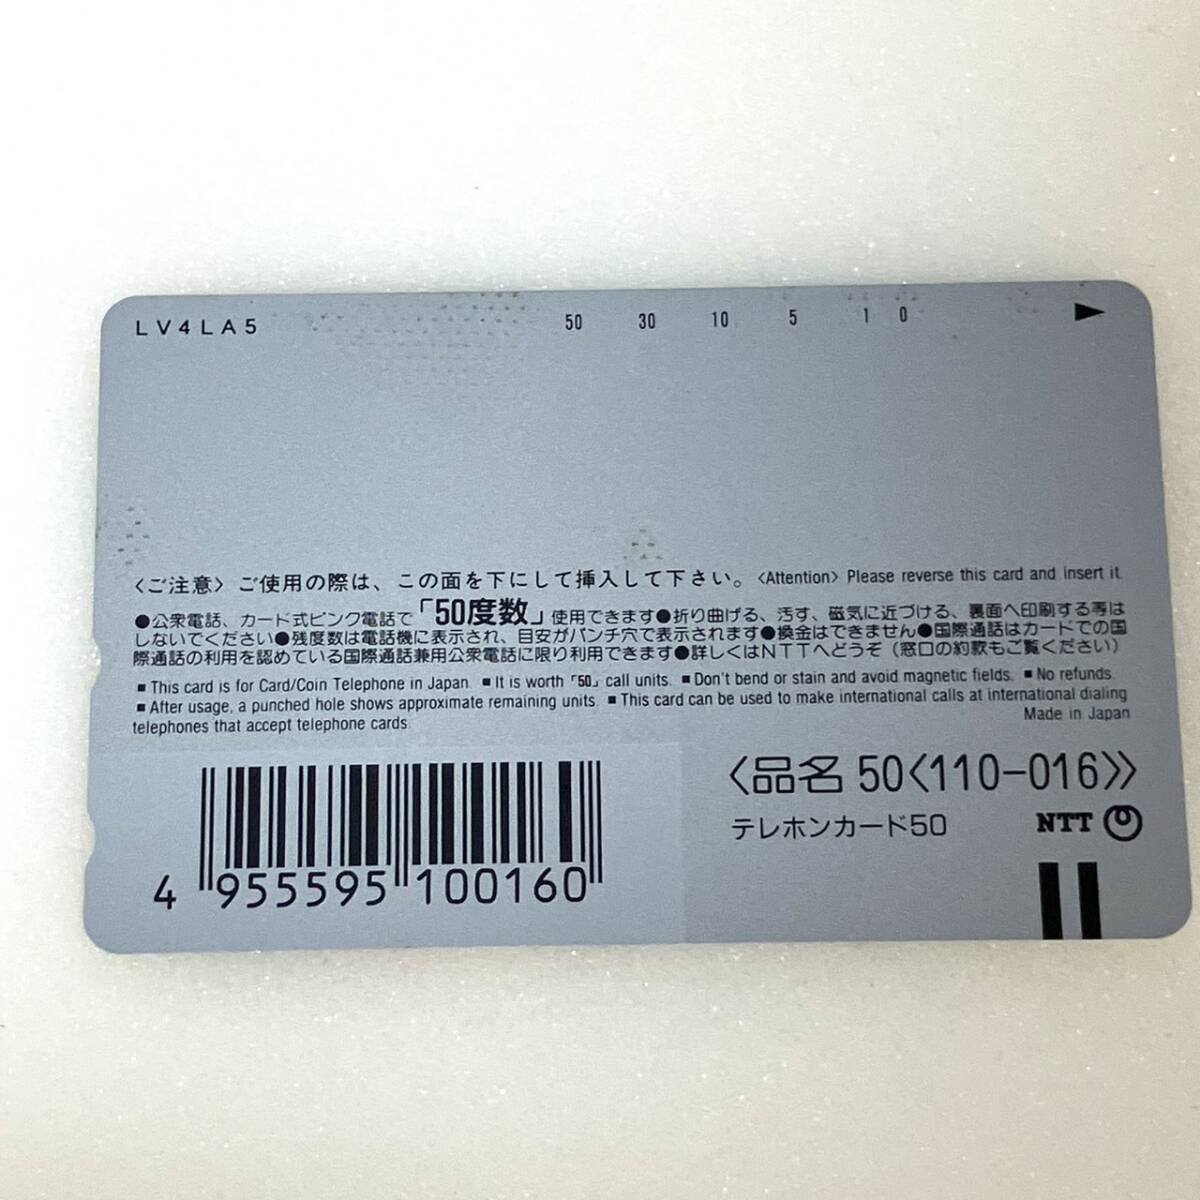 LV4LA5 50 30 10 5 1 0
〈ご注意〉ご使用の際は、この面を下にして挿入して下さい。〈Attention〉Please reverse this card and insert it.
●公衆電話、カード式ピンク電話で「50度数」使用できます●折り曲げる、汚す、磁気に近づける、裏面へ印刷する等は
しないでください●残度数は電話機に表示され、目安がパンチ穴で表示されます●換金はできません●国際通話はカードでの国
際通話の利用を認めている国際通話兼用公衆電話に限り利用できます●詳しくはNTTへどうぞ(窓口の約款もご覧ください)
■ This card is for Card/Coin Telephone in Japan. ■ It is worth「50」call units. ■ Don't bend or stain and avoid magnetic fields. ■ No refunds.
■ After usage, a punched hole shows approximate remaining units. ■ This card can be used to make international calls at international dialing
telephones that accept telephone cards.
Made in Japan
〈品名 50〈110-016〉〉
テレホンカード50
NTT
4 955595 100160